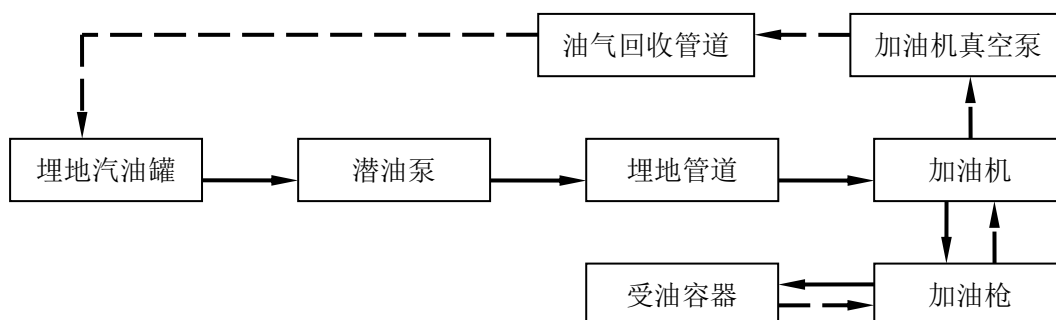 油气回收管道
加油机真空泵
埋地汽油罐
潜油泵
埋地管道
加油机
受油容器
加油枪